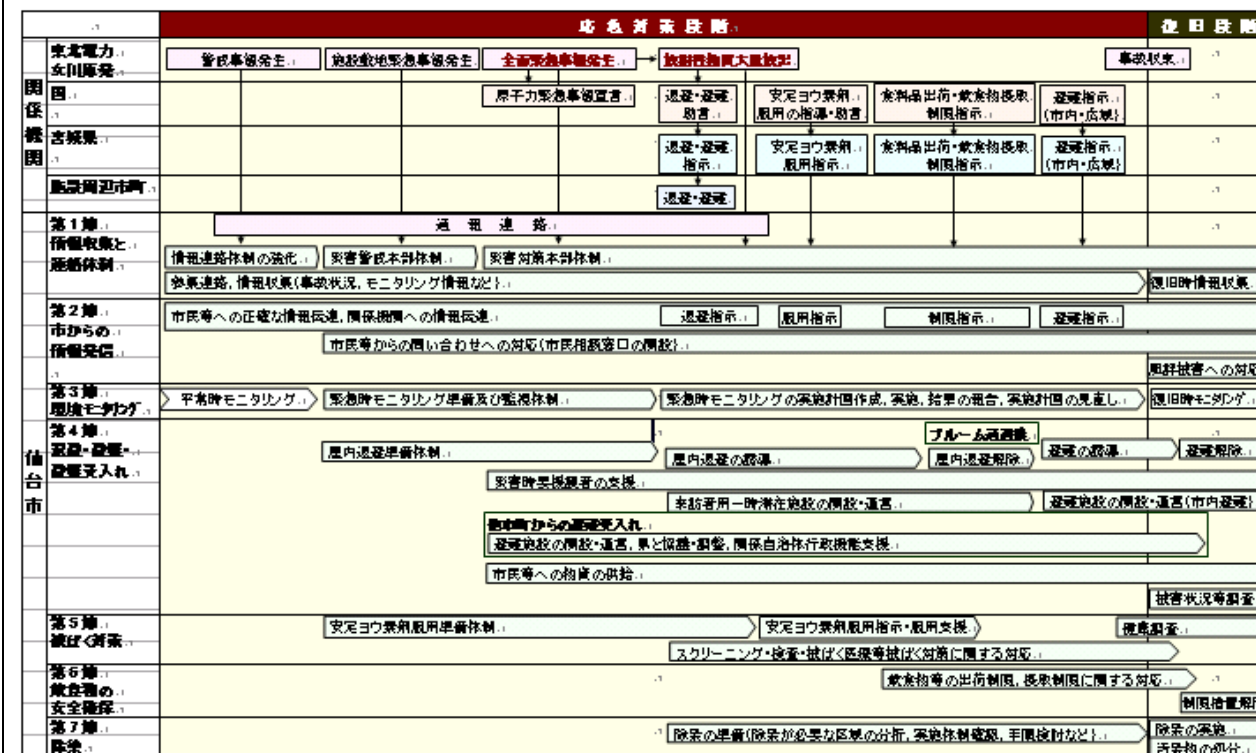 応急対策段階
復旧段階
関係機関
東北電力
女川原発
警戒事態発生
施設敷地緊急事態発生
全面緊急事態発生
放射性物質大量放出
事故収束
国
原子力緊急事態宣言
退避・避難
助言
安定ヨウ素剤
服用の指導・助言
食料品出荷・飲食物摂取
制限指示
避難指示
(市内・広域)
宮城県
退避・避難
指示
安定ヨウ素剤
服用指示
食料品出荷・飲食物摂取
制限指示
避難指示
(市内・広域)
施設周辺市町
退避・避難
仙台市
第1節
情報収集と
連絡体制
通報連絡
情報連絡体制の強化
災害警戒本部体制
災害対策本部体制
参集連絡,情報収集(事故状況,モニタリング情報など)
復旧時情報収集
第2節
市からの
情報発信
市民等への正確な情報伝達,関係機関への情報伝達
退避指示
服用指示
制限指示
避難指示
市民等からの問い合わせへの対応(市民相談窓口の開設)
風評被害への対応
第3節
環境モニタリング
平常時モニタリング
緊急時モニタリング準備及び監視体制
緊急時モニタリングの実施計画作成,実施,結果の報告,実施計画の見直し
復旧時モニタリング
第4節
退避・避難・
避難受入れ
プルーム通過後
屋内退避準備体制
屋内退避の誘導
屋内退避解除
避難の誘導
避難解除
災害時要援護者の支援
来訪者用一時滞在施設の開設・運営
避難施設の開設・運営(市内避難)
他市町からの避難受入れ
避難施設の開設・運営,県と協議・調整,関係自治体行政機能支援
市民等への物資の供給
被害状況等調査
第5節
被ばく対策
安定ヨウ素剤服用準備体制
安定ヨウ素剤服用指示・服用支援
健康調査
スクリーニング・検査・被ばく医療等被ばく対策に関する対応
第6節
飲食物の
安全確保
飲食物等の出荷制限,摂取制限に関する対応
制限措置解
第7節
除染
除染の準備(除染が必要な区域の分析,実施体制確認,手順検討など)
除染の実施
汚染物の処分